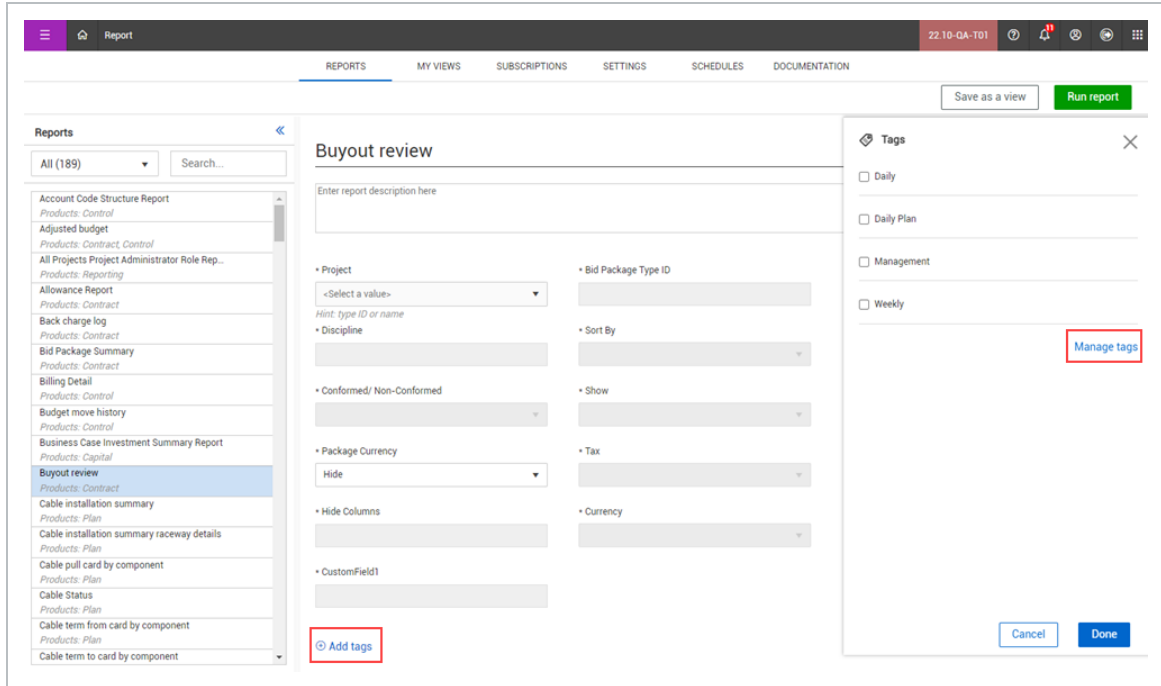 Report
22.10-QA-T01
11
REPORTS MY VIEWS SUBSCRIPTIONS SETTINGS SCHEDULES DOCUMENTATION
Save as a view
Run report
Reports
All (189)
Search...
Account Code Structure Report
Products: Control
Adjusted budget
Products: Contract, Control
All Projects Project Administrator Role Rep...
Products: Reporting
Allowance Report
Products: Contract
Back charge log
Products: Contract
Bid Package Summary
Products: Contract
Billing Detail
Products: Control
Budget move history
Products: Control
Business Case Investment Summary Report
Products: Capital
Buyout review
Products: Contract
Cable installation summary
Products: Plan
Cable installation summary raceway details
Products: Plan
Cable pull card by component
Products: Plan
Cable Status
Products: Plan
Cable term from card by component
Products: Plan
Cable term to card by component
Buyout review
Enter report description here
• Project
<Select a value>
Hint: type ID or name
• Bid Package Type ID
• Discipline
• Sort By
• Conformed/ Non-Conformed
• Show
• Package Currency
Hide
• Tax
• Hide Columns
• Currency
• CustomField1
Add tags
Tags
Daily
Daily Plan
Management
Weekly
Manage tags
Cancel
Done